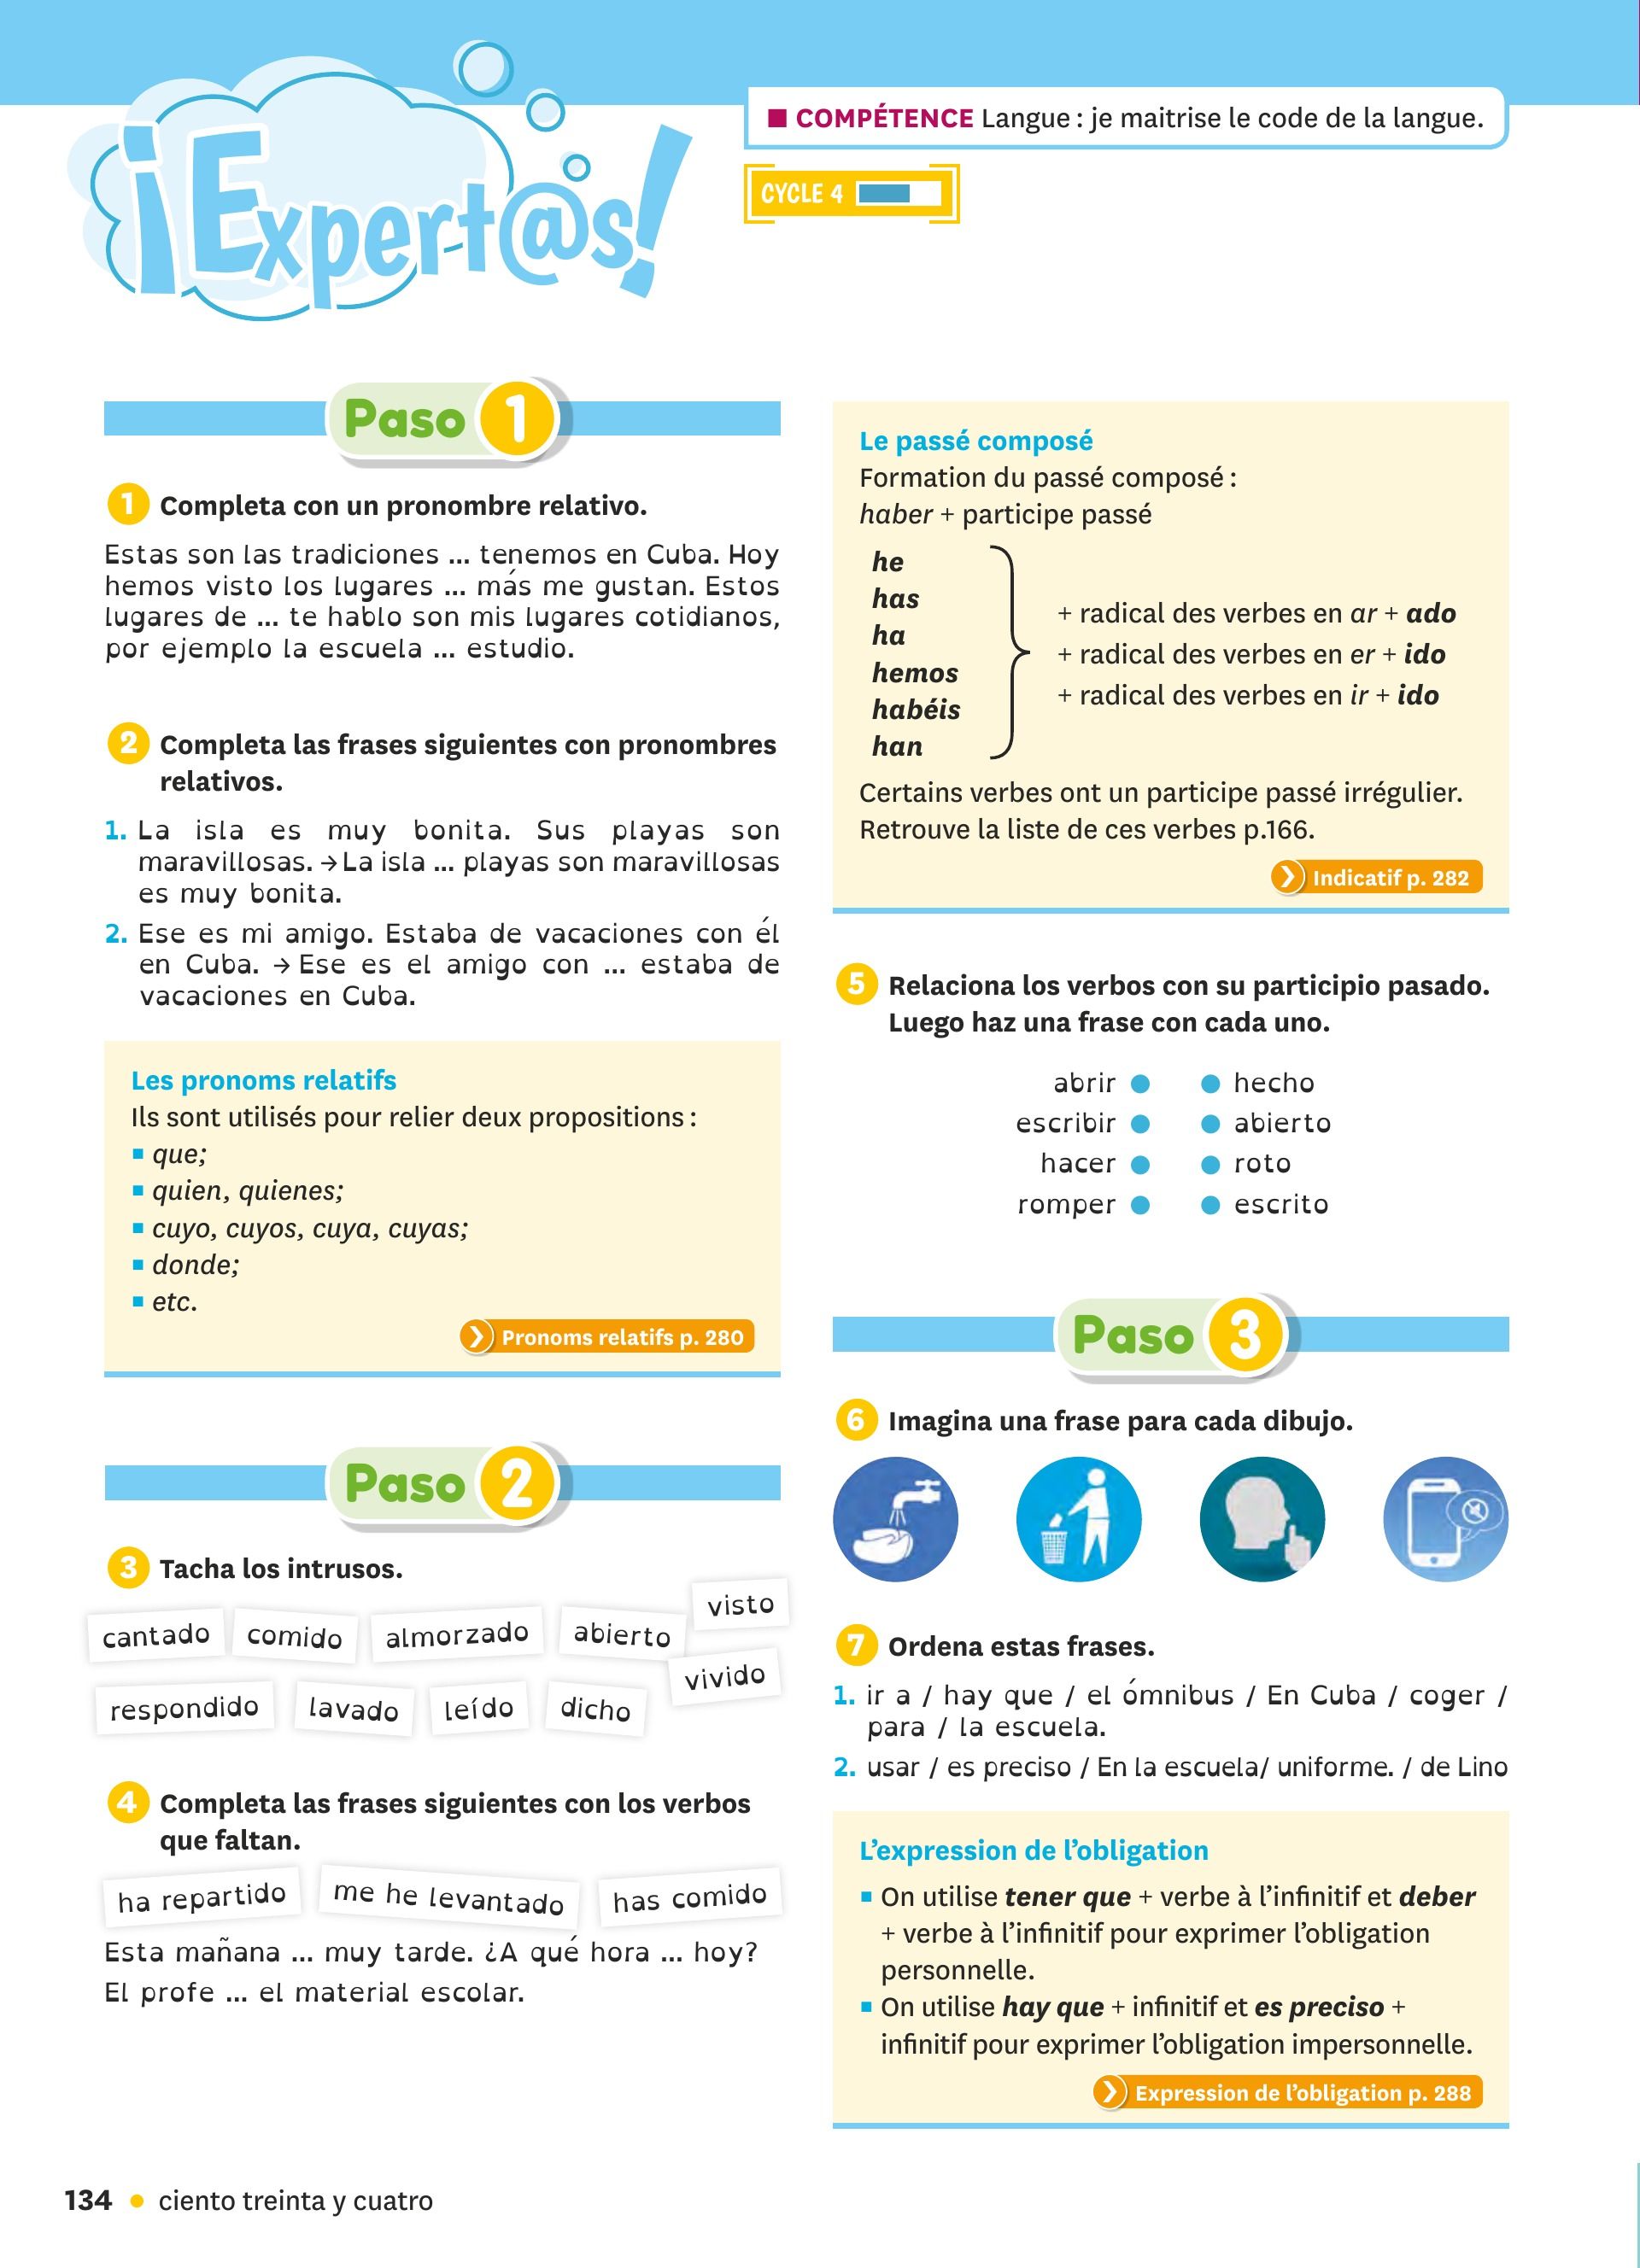 ¡Expert@s!
■ COMPÉTENCE Langue : je maitrise le code de la langue.
CYCLE 4
Paso 1
1 Completa con un pronombre relativo.
Estas son las tradiciones ... tenemos en Cuba. Hoy
hemos visto los lugares ... más me gustan. Estos
lugares de ... te hablo son mis lugares cotidianos,
por ejemplo la escuela ... estudio.
2 Completa las frases siguientes con pronombres
relativos.
1. La isla es muy bonita. Sus playas son
maravillosas. → La isla ... playas son maravillosas
es muy bonita.
2. Ese es mi amigo. Estaba de vacaciones con él
en Cuba. → Ese es el amigo con ... estaba de
vacaciones en Cuba.
Les pronoms relatifs
Ils sont utilisés pour relier deux propositions :
▪ que;
▪ quien, quienes;
▪ cuyo, cuyos, cuya, cuyas;
▪ donde;
▪ etc.
Pronoms relatifs p. 280
Paso 2
3 Tacha los intrusos.
cantado comido almorzado abierto visto
respondido lavado leído dicho vivido
4 Completa las frases siguientes con los verbos
que faltan.
ha repartido me he levantado has comido
Esta mañana ... muy tarde. ¿A qué hora ... hoy?
El profe ... el material escolar.
Le passé composé
Formation du passé composé :
haber + participe passé
he
has
ha
hemos
habéis
han
+ radical des verbes en ar + ado
+ radical des verbes en er + ido
+ radical des verbes en ir + ido
Certains verbes ont un participe passé irrégulier.
Retrouve la liste de ces verbes p.166.
Indicatif p. 282
5 Relaciona los verbos con su participio pasado.
Luego haz una frase con cada uno.
abrir ● ● hecho
escribir ● ● abierto
hacer ● ● roto
romper ● ● escrito
Paso 3
6 Imagina una frase para cada dibujo.
7 Ordena estas frases.
1. ir a / hay que / el ómnibus / En Cuba / coger /
para / la escuela.
2. usar / es preciso / En la escuela/ uniforme. / de Lino
L'expression de l'obligation
▪ On utilise tener que + verbe à l'infinitif et deber
+ verbe à l'infinitif pour exprimer l'obligation
personnelle.
▪ On utilise hay que + infinitif et es preciso +
infinitif pour exprimer l'obligation impersonnelle.
Expression de l'obligation p. 288
134 • ciento treinta y cuatro